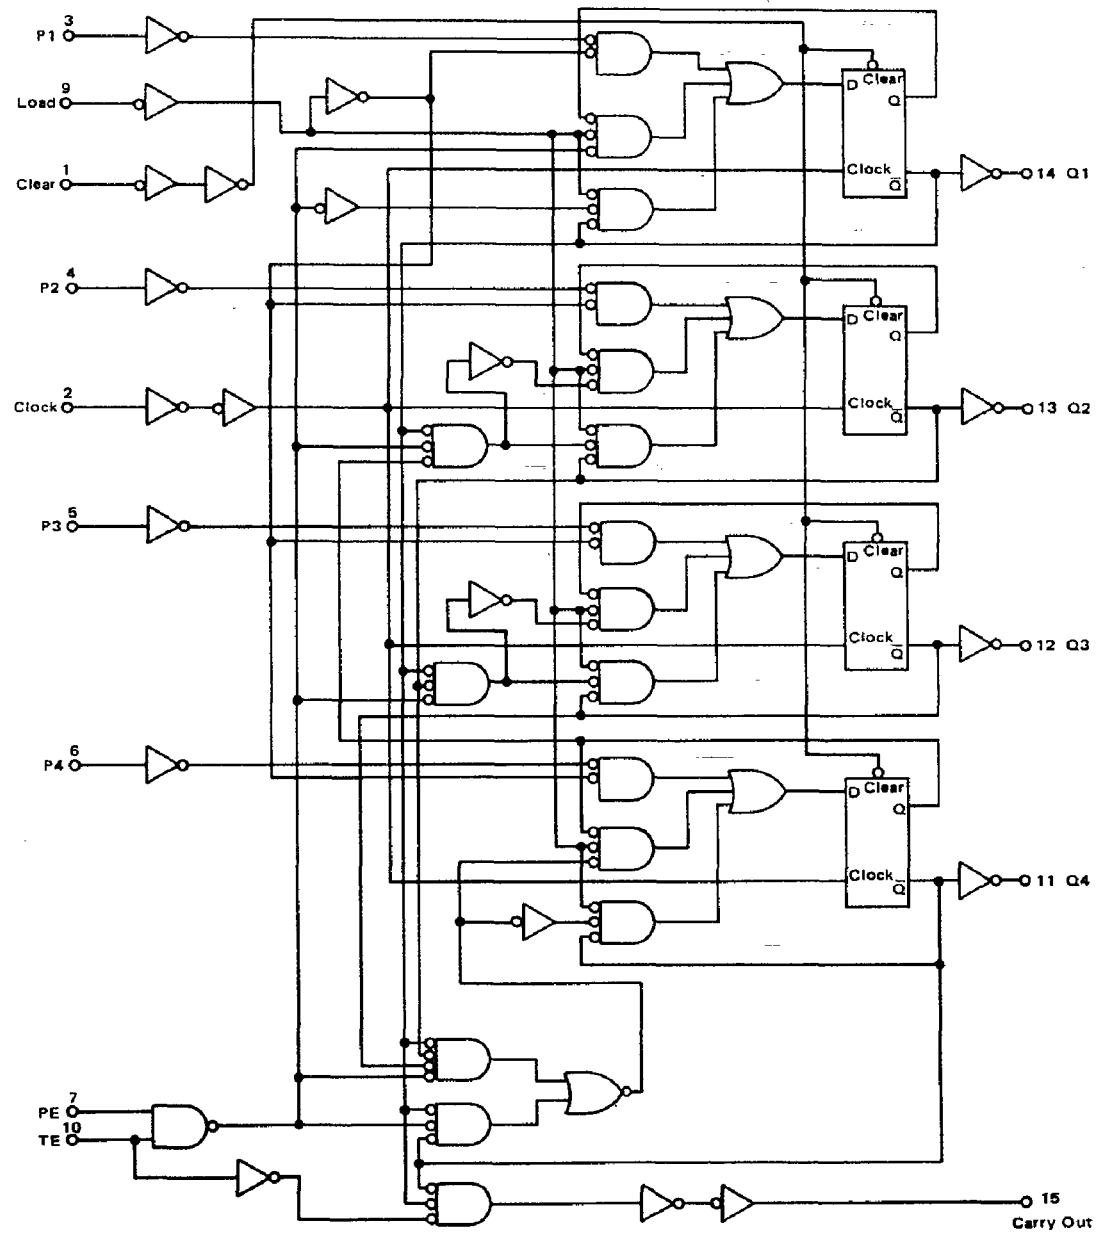 3
P1
9
Load
1
Clear
D Clear
Q
Clock Q
14 Q1
4
P2
D Clear
Q
2
Clock
Clock Q
13 Q2
5
P3
D Clear
Q
Clock Q
12 Q3
6
P4
D Clear
Q
Clock Q
11 Q4
7
PE
10
TE
15
Carry Out